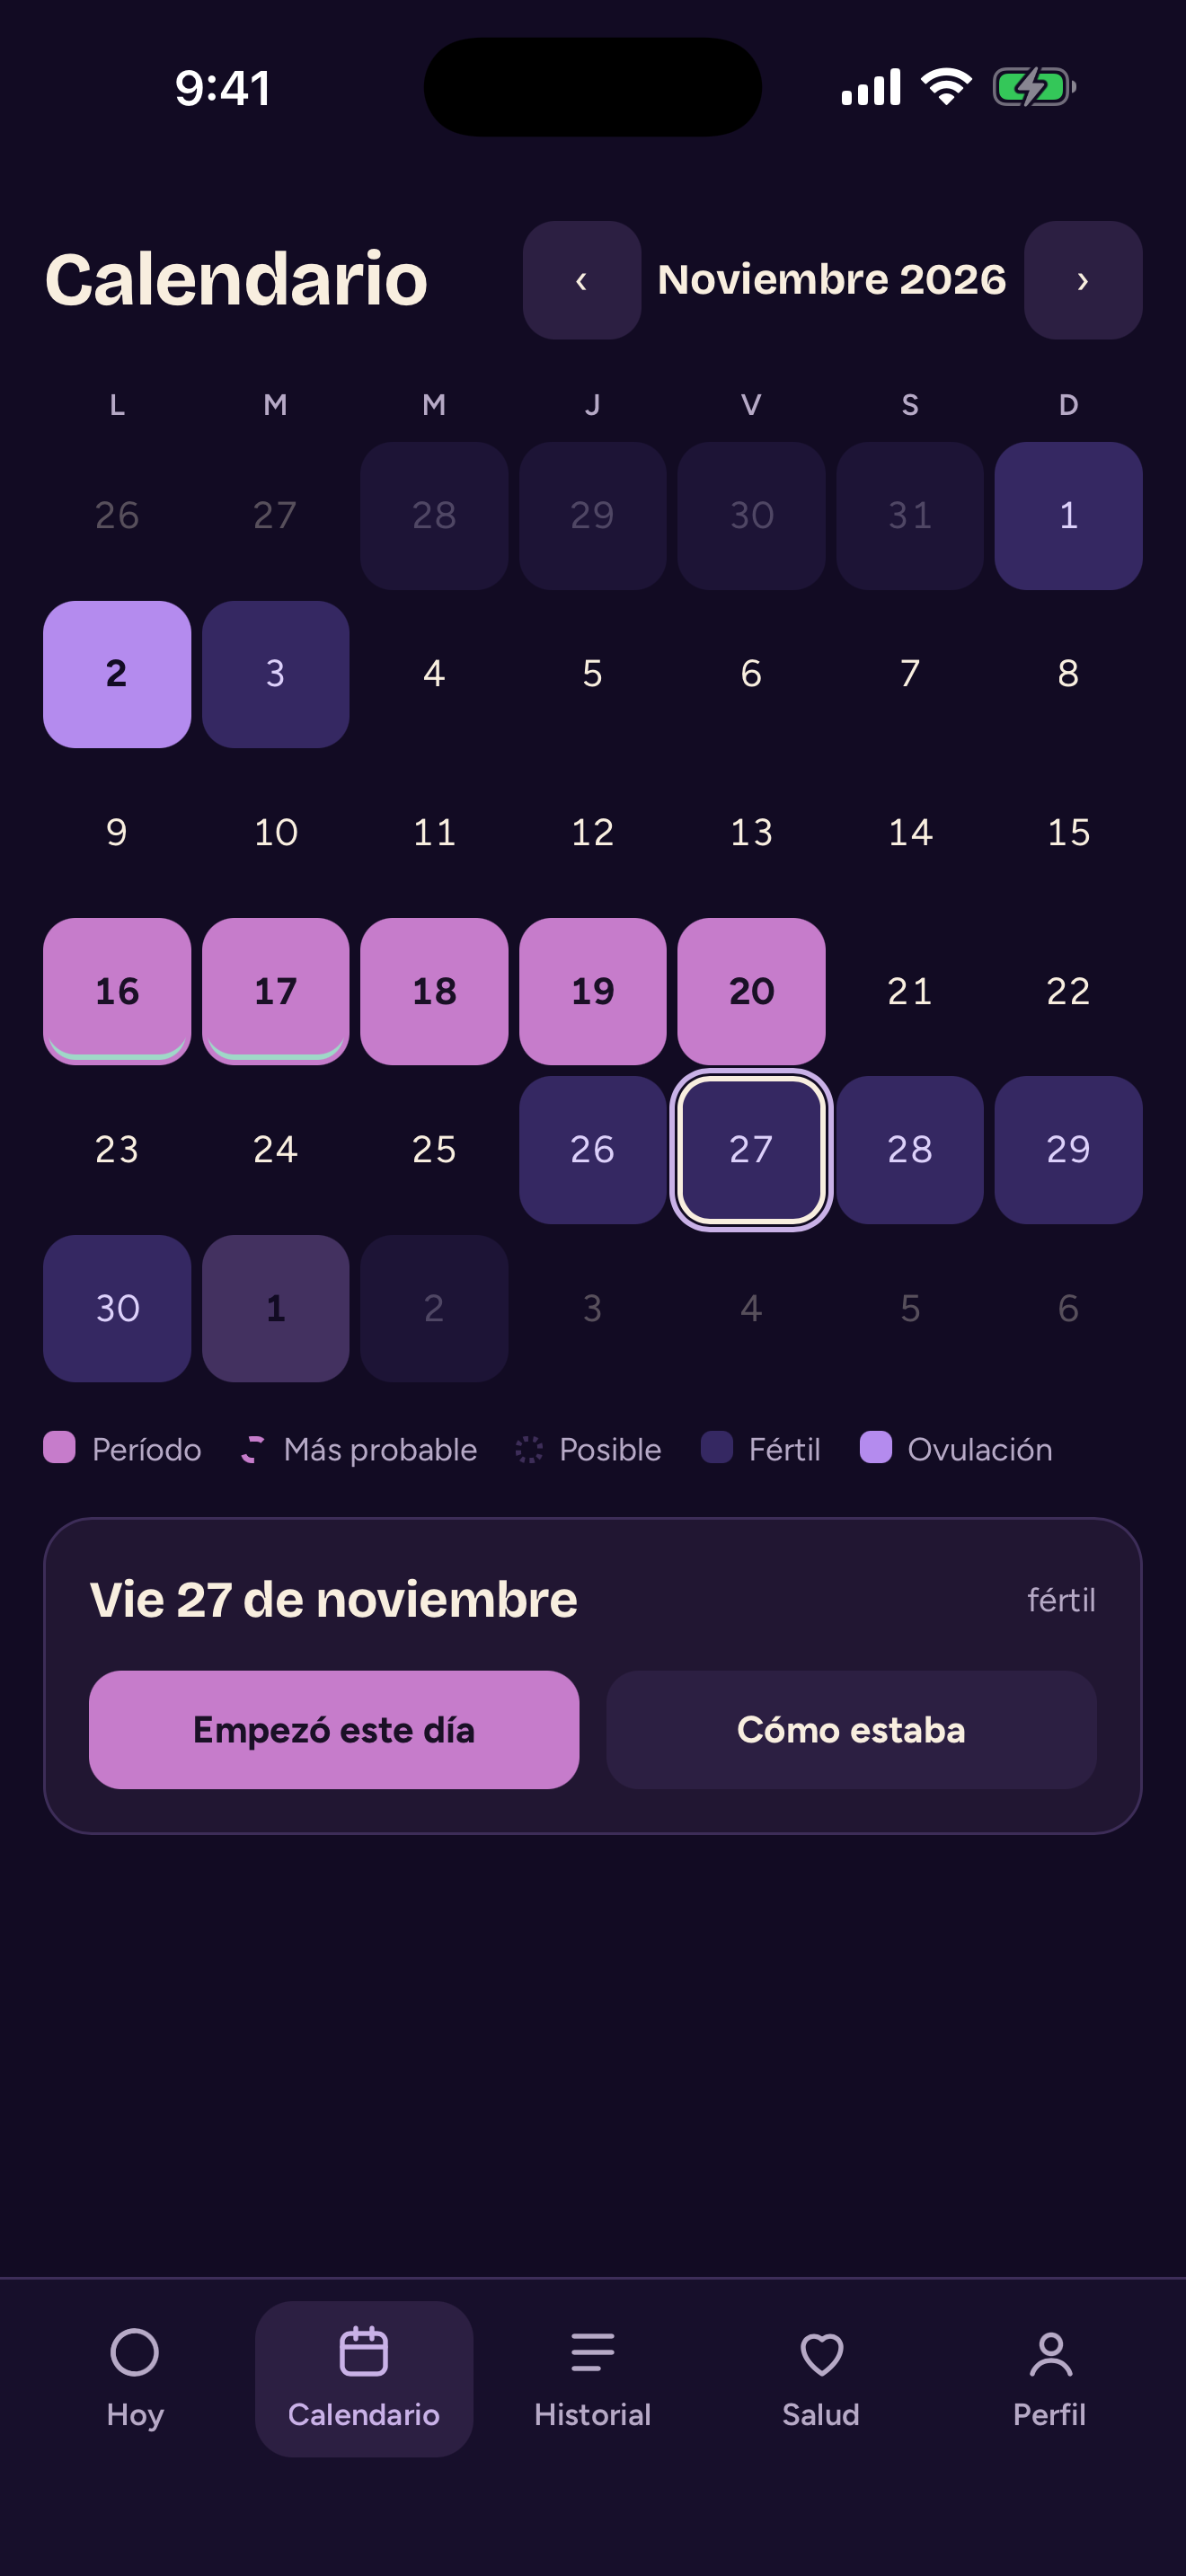 9:41
Calendario ‹ Noviembre 2026 ›
L M M J V S D
26 27 28 29 30 31 1
2 3 4 5 6 7 8
9 10 11 12 13 14 15
16 17 18 19 20 21 22
23 24 25 26 27 28 29
30 1 2 3 4 5 6
Período Más probable Posible Fértil Ovulación
Vie 27 de noviembre fértil
Empezó este día Cómo estaba
Hoy Calendario Historial Salud Perfil